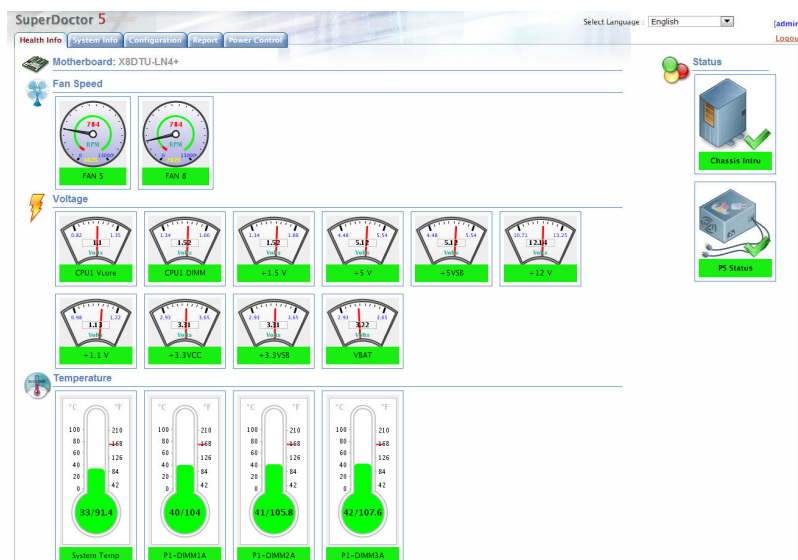 SuperDoctor 5
Select Language : English
[admin
Logou
Health Info System Info Configuration Report Power Control
Motherboard: X8DTU-LN4+
Status
Fan Speed
784
RPM
0 13000
FAN 5
784
RPM
0 13000
FAN 8
Chassis Intru
PS Status
Voltage
0.82 1.35
1.1
Volts
CPU1 Vcore
1.34 1.66
1.52
Volts
CPU1 DIMM
1.34 1.66
1.52
Volts
+1.5 V
4.48 5.54
5.12
Volts
+5 V
4.48 5.54
5.12
Volts
+5VSB
10.71 13.25
12.14
Volts
+12 V
0.98 1.22
1.13
Volts
+1.1 V
2.93 3.65
3.31
Volts
+3.3VCC
2.93 3.65
3.31
Volts
+3.3VSB
2.93 3.65
3.22
Volts
VBAT
Temperature
°C °F
100 210
80 168
60 126
40 84
20 42
0
33/91.4
System Temp
°C °F
100 210
80 168
60 126
40 84
20 42
0
40/104
P1-DIMM1A
°C °F
100 210
80 168
60 126
40 84
20 42
0
41/105.8
P1-DIMM2A
°C °F
100 210
80 168
60 126
40 84
20 42
0
42/107.6
P1-DIMM3A